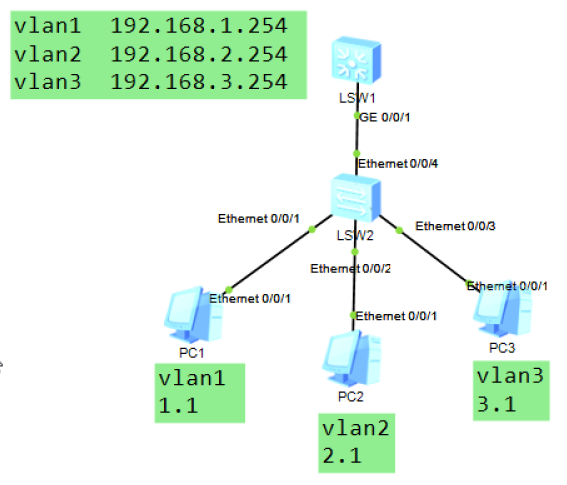 vlan1 192.168.1.254
vlan2 192.168.2.254
vlan3 192.168.3.254
LSW1
GE 0/0/1
Ethernet 0/0/4
Ethernet 0/0/1
LSW2
Ethernet 0/0/3
Ethernet 0/0/2
Ethernet 0/0/1
Ethernet 0/0/1
Ethernet 0/0/1
PC1
PC2
PC3
vlan1
1.1
vlan2
2.1
vlan3
3.1